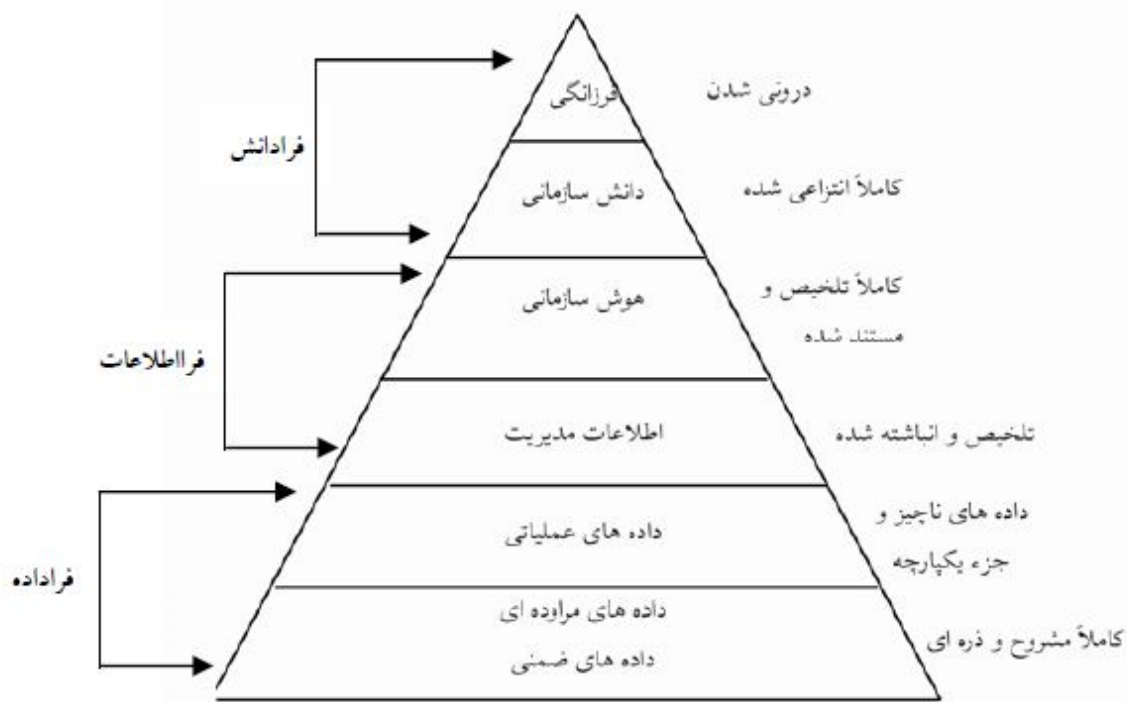 فرزانگی
درونی شدن
فرادانش
دانش سازمانی
کاملاً انتزاعی شده
هوش سازمانی
کاملاً تلخیص و
مستند شده
فرااطلاعات
اطلاعات مدیریت
تلخیص و انباشته شده
داده های عملیاتی
داده های ناچیز و
جزء یکپارچه
فراداده
داده های مراوده ای
داده های ضمنی
کاملاً مشروح و ذره ای